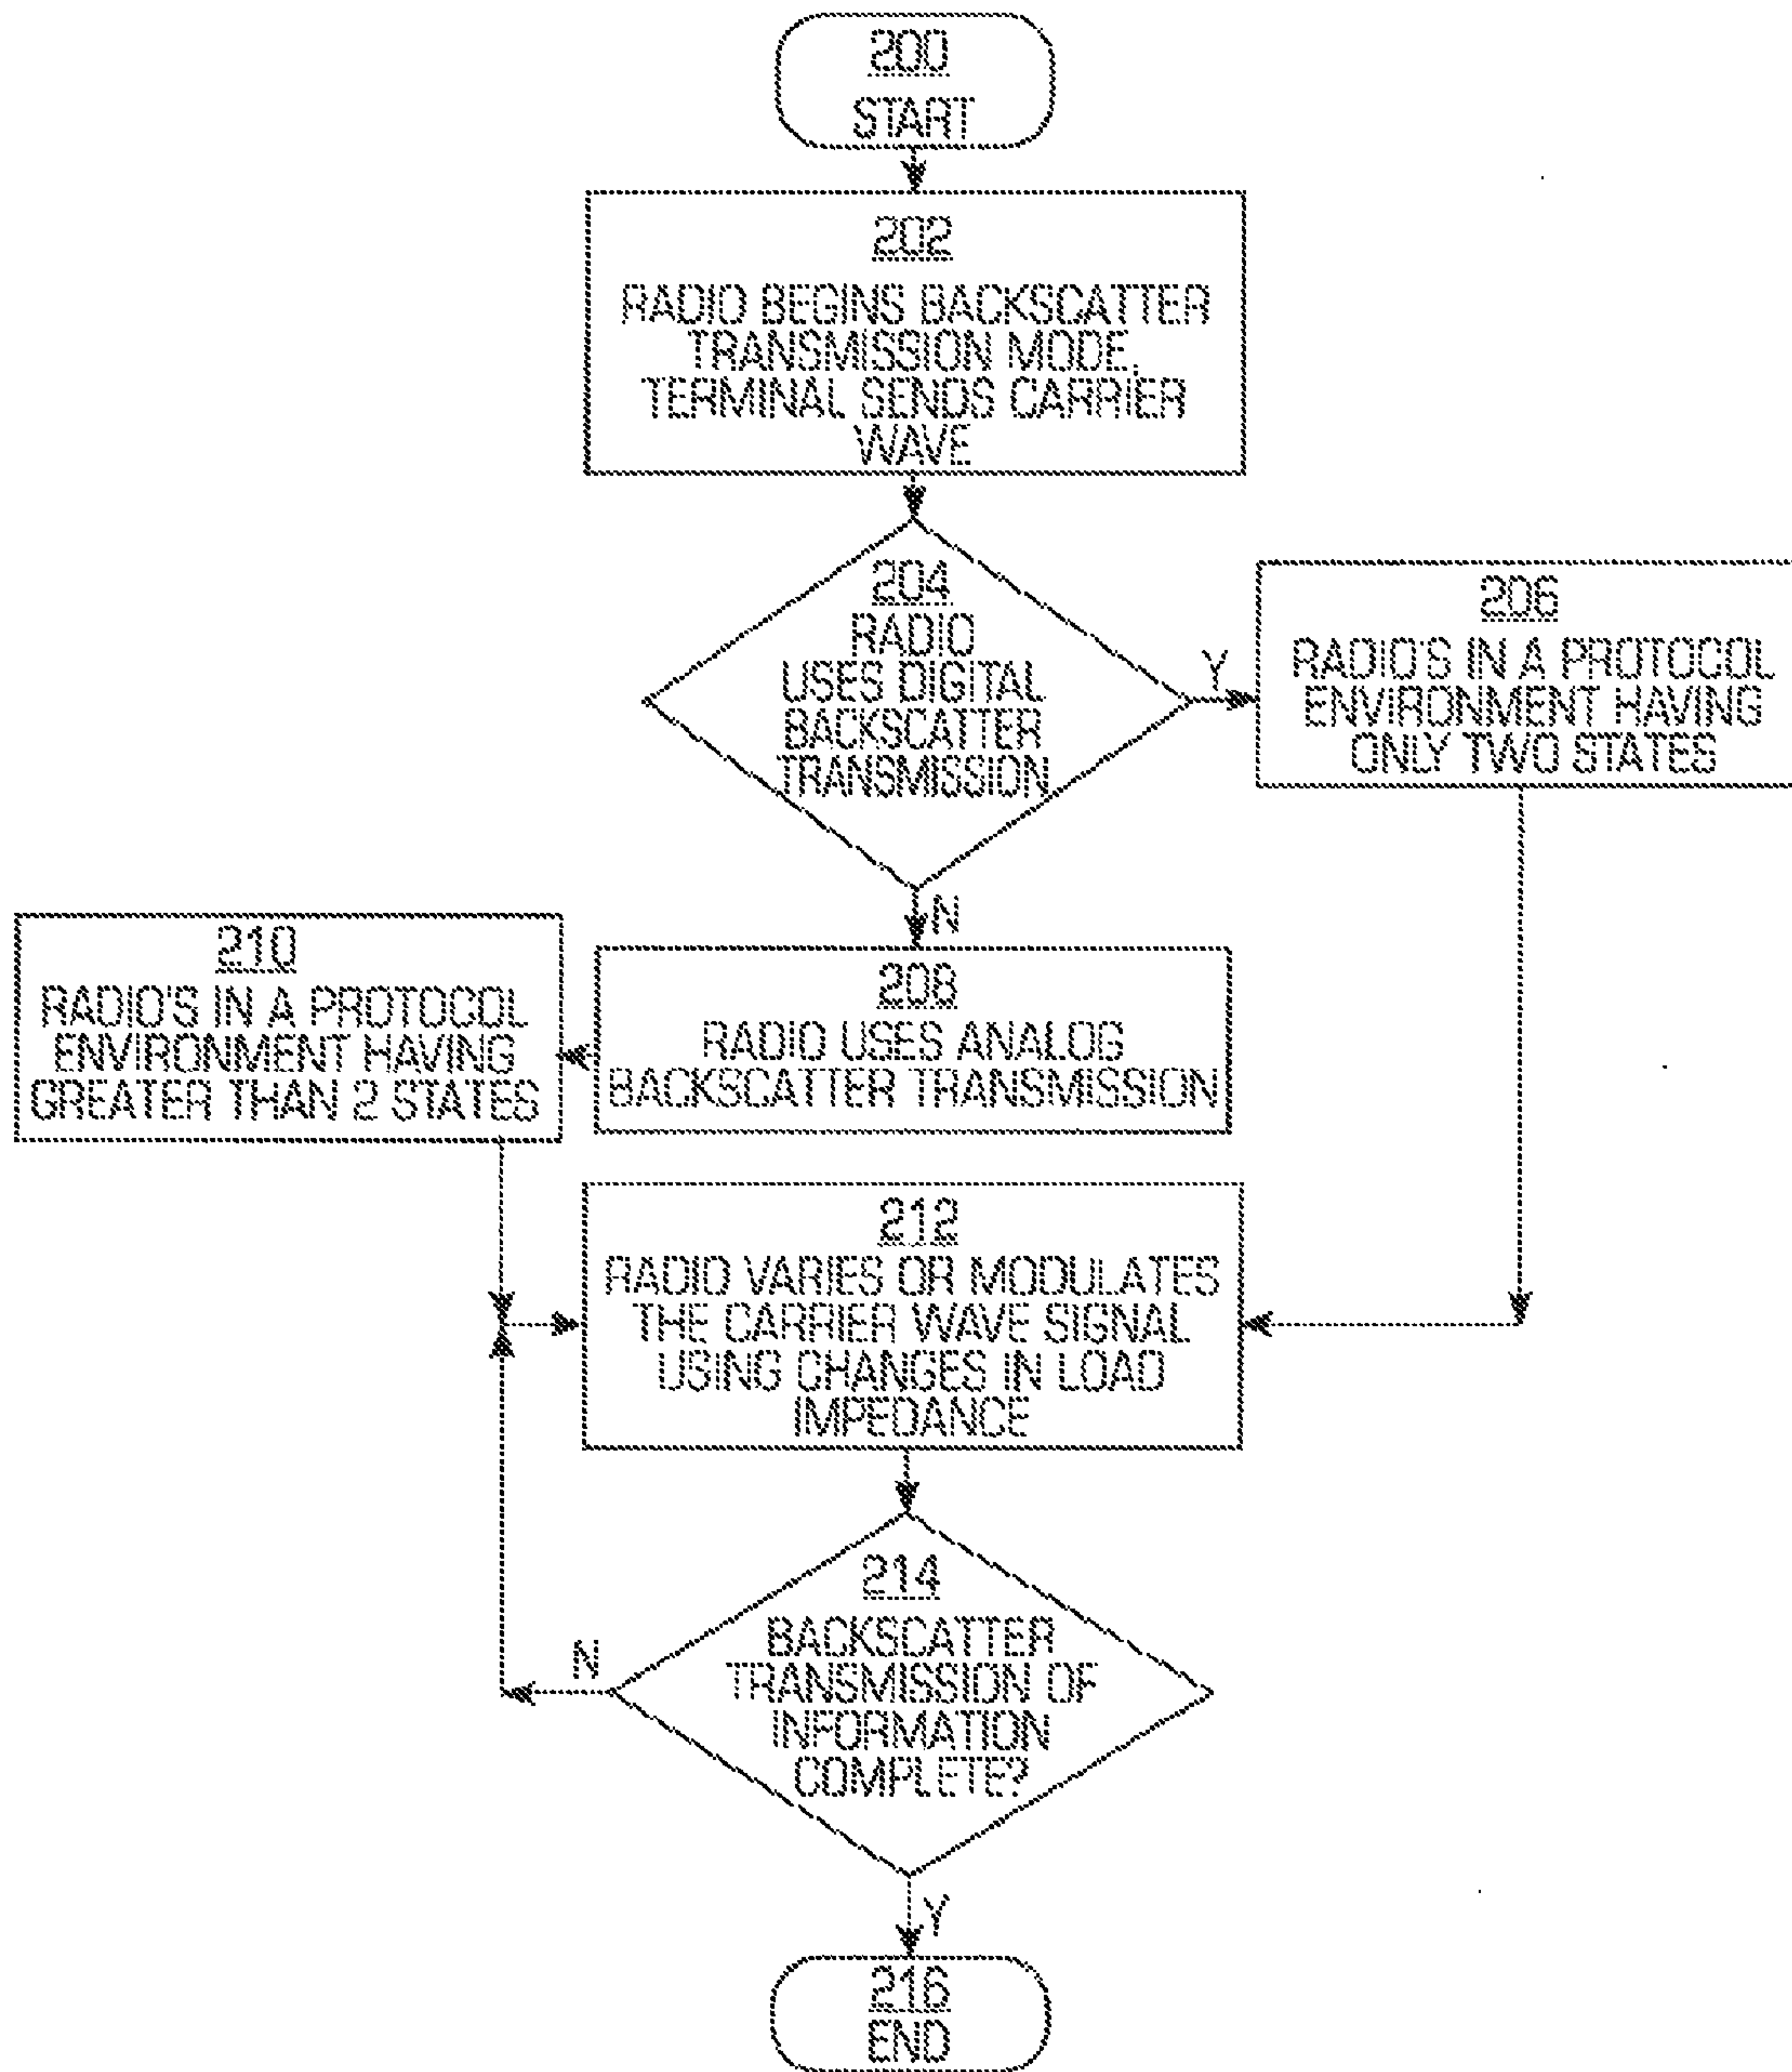 200
START
202
RADIO BEGINS BACKSCATTER
TRANSMISSION MODE,
TERMINAL SENDS CARRIER
WAVE
204
RADIO
USES DIGITAL
BACKSCATTER
TRANSMISSION
Y
206
RADIO'S IN A PROTOCOL
ENVIRONMENT HAVING
ONLY TWO STATES
N
208
RADIO USES ANALOG
BACKSCATTER TRANSMISSION
210
RADIO'S IN A PROTOCOL
ENVIRONMENT HAVING
GREATER THAN 2 STATES
212
RADIO VARIES OR MODULATES
THE CARRIER WAVE SIGNAL
USING CHANGES IN LOAD
IMPEDANCE
214
BACKSCATTER
TRANSMISSION OF
INFORMATION
COMPLETE?
N
Y
216
END